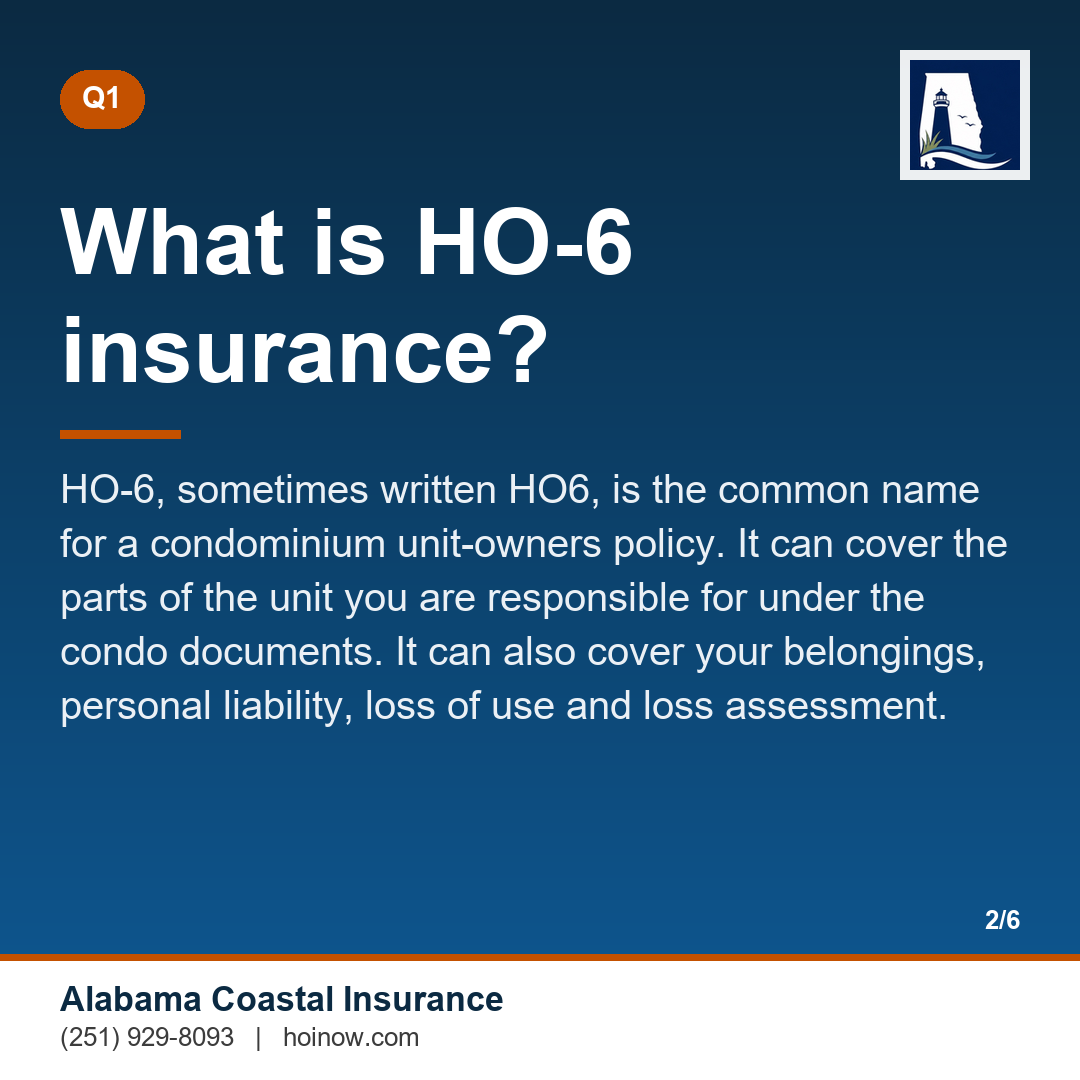 Q1
What is HO-6
insurance?
HO-6, sometimes written HO6, is the common name
for a condominium unit-owners policy. It can cover the
parts of the unit you are responsible for under the
condo documents. It can also cover your belongings,
personal liability, loss of use and loss assessment.
2/6
Alabama Coastal Insurance
(251) 929-8093 | hoinow.com